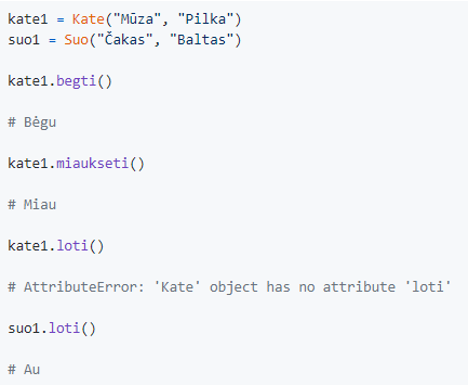 kate1 = Kate("Mūza", "Pilka")
suo1 = Suo("Čakas", "Baltas")
kate1.begti()
# Bėgu
kate1.miaukseti()
# Miau
kate1.loti()
# AttributeError: 'Kate' object has no attribute 'loti'
suo1.loti()
# Au